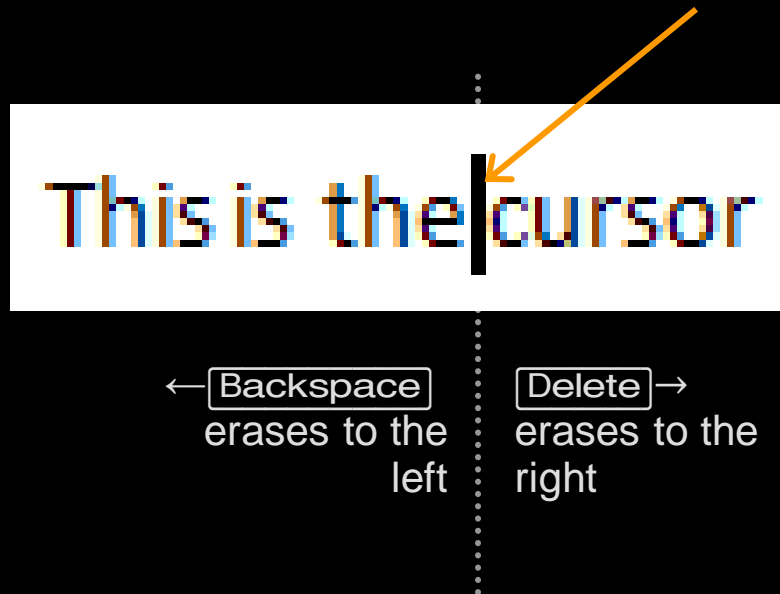 This is the cursor
←Backspace
erases to the
left
Delete→
erases to the
right